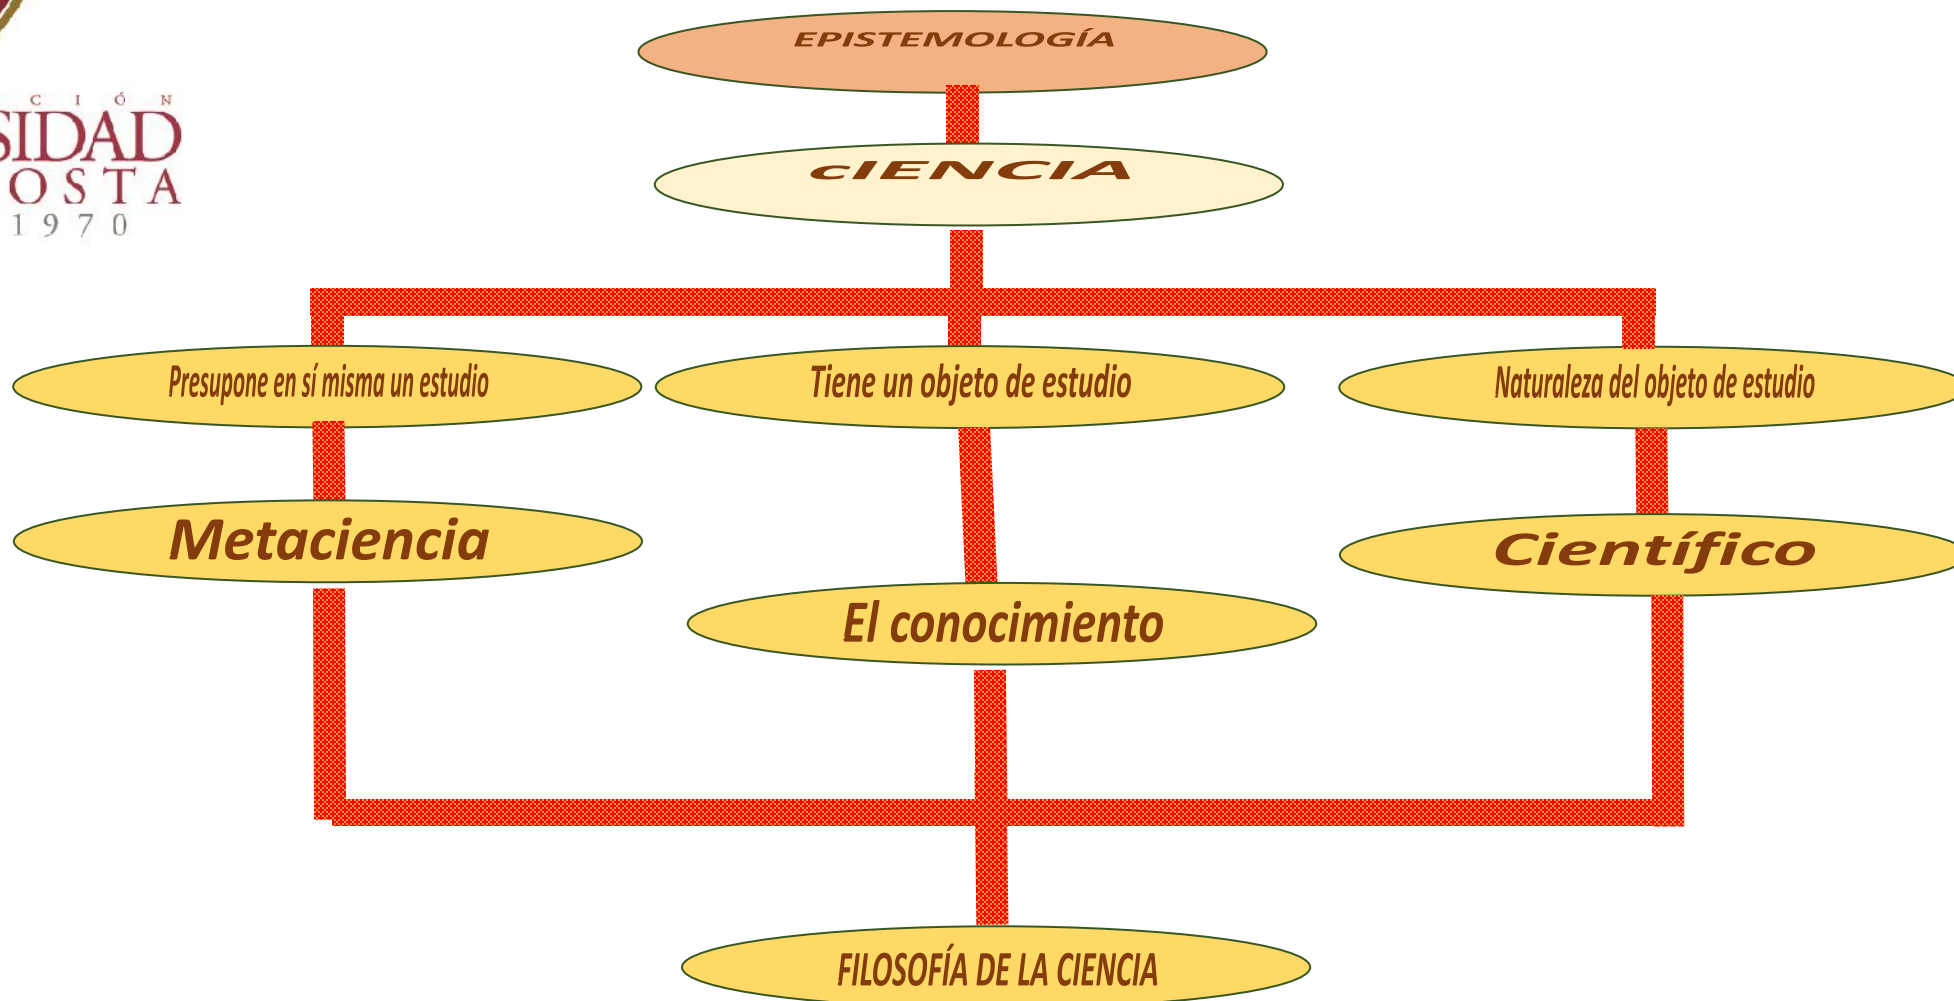 EPISTEMOLOGÍA
CIÓN
SIDAD
OSTA
1970
cIENCIA
Presupone en sí misma un estudio
Tiene un objeto de estudio
Naturaleza del objeto de estudio
Metaciencia
Científico
El conocimiento
FILOSOFÍA DE LA CIENCIA